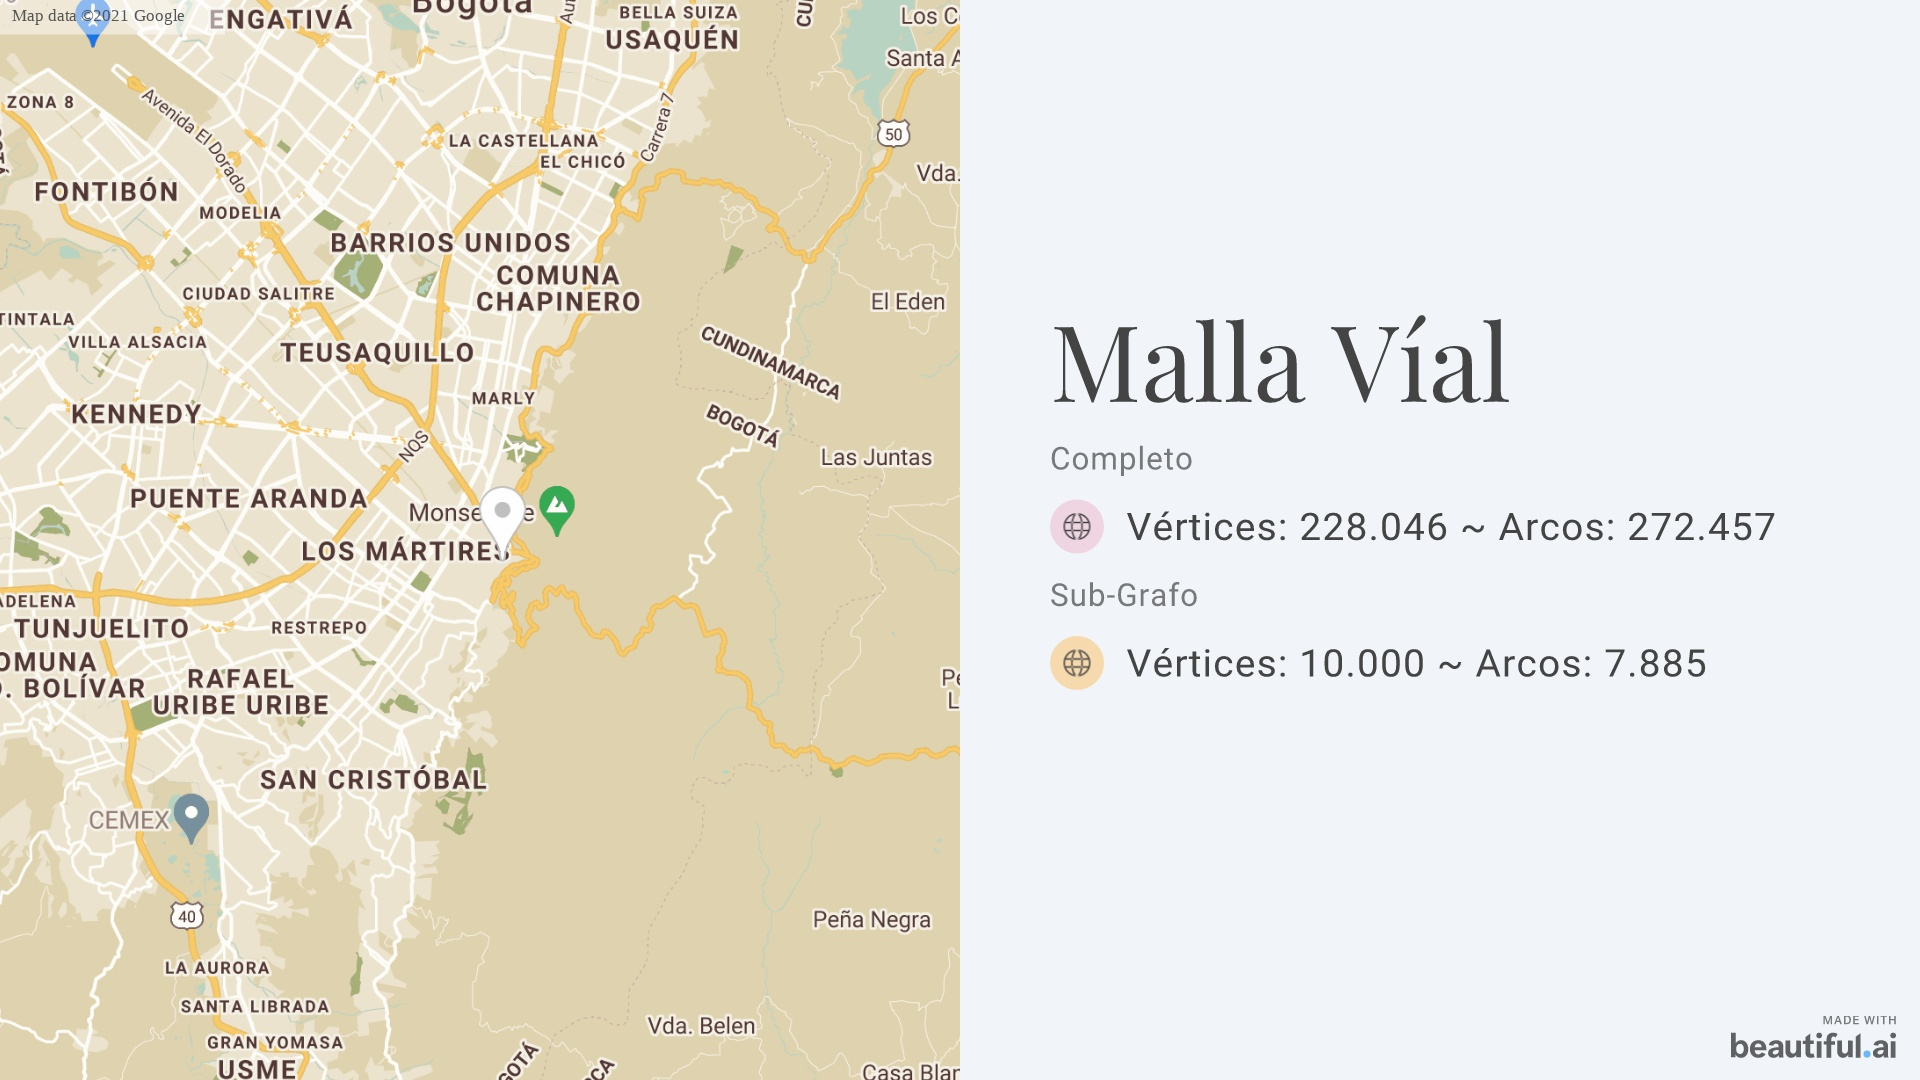 Map data ©2021 Google
ENGATIVÁ
Bogotá
BELLA SUIZA
USAQUÉN
Santa A
ZONA 8
Avenida El Dorado
Carrera 7
50
LA CASTELLANA
EL CHICÓ
Vda.
FONTIBÓN
MODELIA
BARRIOS UNIDOS
COMUNA
CHAPINERO
CIUDAD SALITRE
El Eden
TINTALA
VILLA ALSACIA
CUNDINAMARCA
TEUSAQUILLO
MARLY
KENNEDY
BOGOTÁ
NQS
Las Juntas
PUENTE ARANDA
LOS MÁRTIRES
RESTREPO
TUNJUELITO
RAFAEL
URIBE URIBE
. BOLÍVAR
SAN CRISTÓBAL
CEMEX
40
Peña Negra
LA AURORA
SANTA LIBRADA
Vda. Belen
GRAN YOMASA
USME
Malla Víal
Completo
Vértices: 228.046 ~ Arcos: 272.457
Sub-Grafo
Vértices: 10.000 ~ Arcos: 7.885
MADE WITH
beautiful.ai